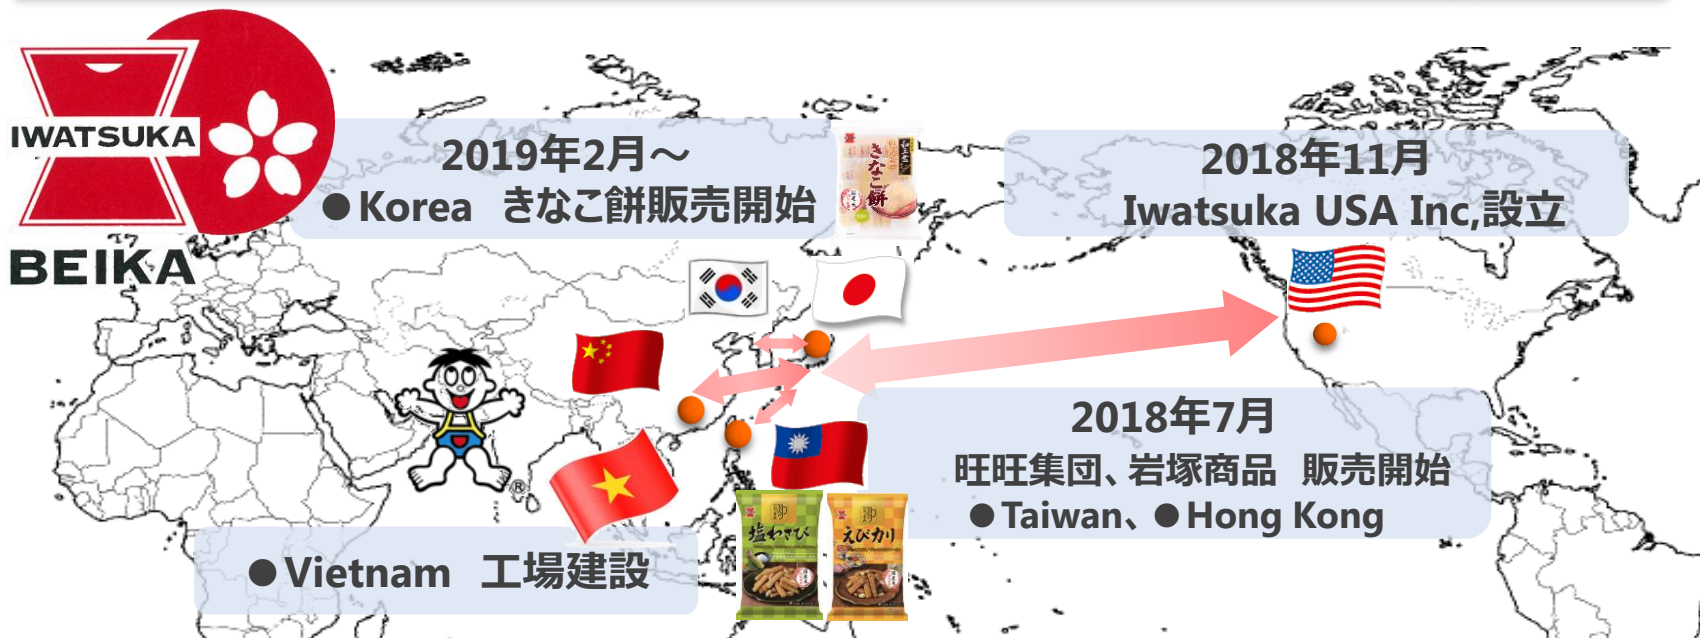 IWATSUKA
BEIKA
2019年2月～
●Korea　きなこ餅販売開始
きなこ餅
2018年11月
Iwatsuka USA Inc,設立
2018年7月
旺旺集団、岩塚商品　販売開始
●Taiwan、●Hong Kong
®
●Vietnam　工場建設
塩わさび
えびカリ